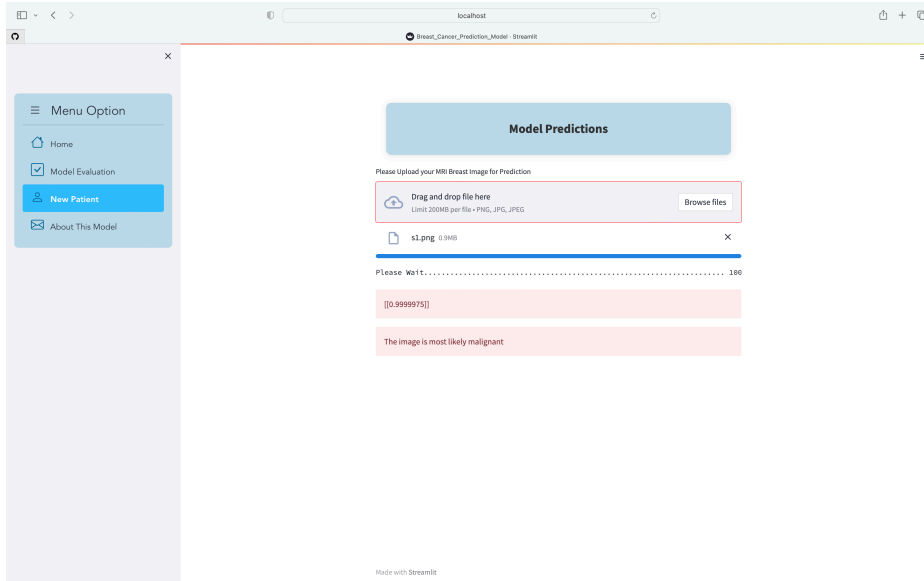 localhost
Breast_Cancer_Prediction_Model · Streamlit
Menu Option
Home
Model Evaluation
New Patient
About This Model
Model Predictions
Please Upload your MRI Breast Image for Prediction
Drag and drop file here
Limit 200MB per file • PNG, JPG, JPEG
Browse files
s1.png 0.9MB
Please Wait..................................................................... 100
[[0.9999975]]
The image is most likely malignant
Made with Streamlit